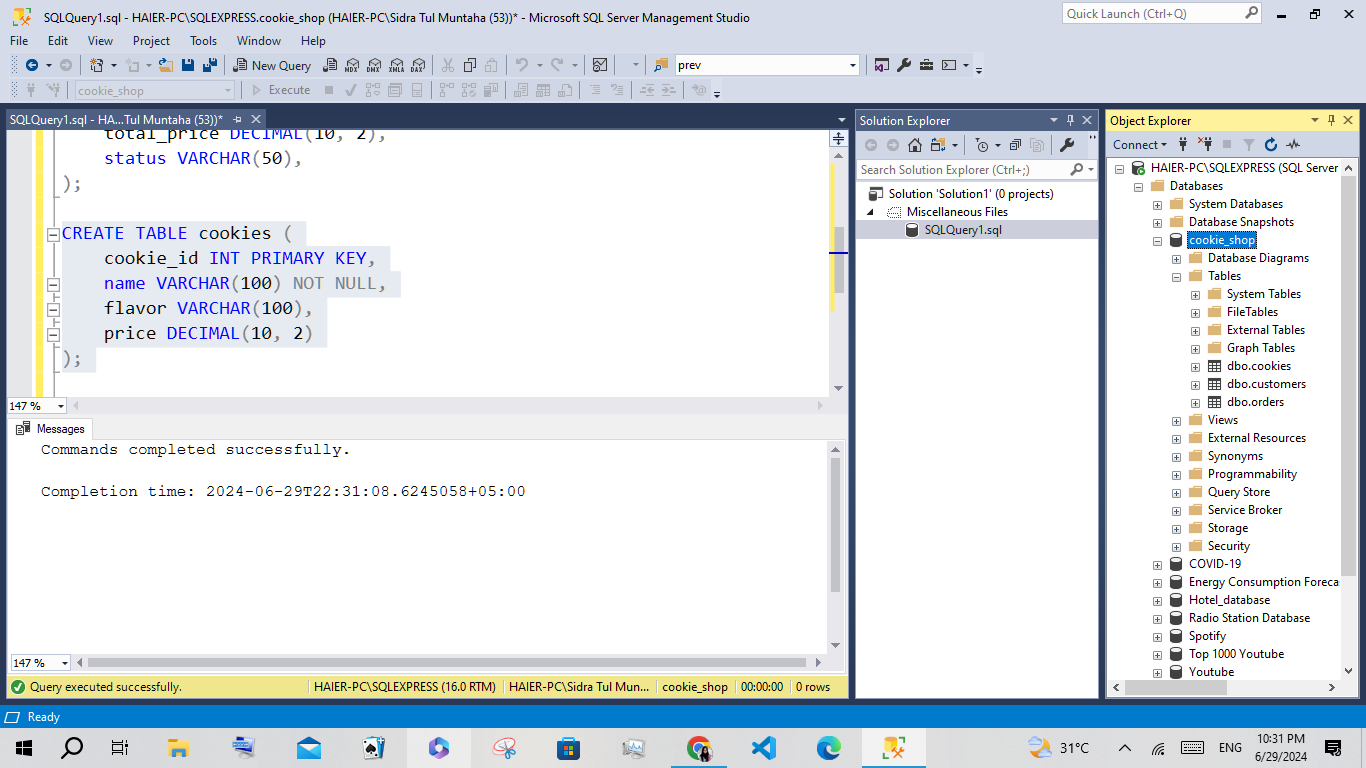 SQLQuery1.sql - HAIER-PC\SQLEXPRESS.cookie_shop (HAIER-PC\Sidra Tul Muntaha (53))* - Microsoft SQL Server Management Studio
Quick Launch (Ctrl+Q)
File Edit View Project Tools Window Help
New Query MDX DMX XMLA DAX prev
cookie_shop Execute
SQLQuery1.sql - HA...Tul Muntaha (53))*
total_price DECIMAL(10, 2),
status VARCHAR(50),
);
CREATE TABLE cookies (
cookie_id INT PRIMARY KEY,
name VARCHAR(100) NOT NULL,
flavor VARCHAR(100),
price DECIMAL(10, 2)
);
147 %
Messages
Commands completed successfully.
Completion time: 2024-06-29T22:31:08.6245058+05:00
147 %
Query executed successfully. HAIER-PC\SQLEXPRESS (16.0 RTM) HAIER-PC\Sidra Tul Mun... cookie_shop 00:00:00 0 rows
Solution Explorer
Search Solution Explorer (Ctrl+;)
Solution 'Solution1' (0 projects)
Miscellaneous Files
SQLQuery1.sql
Object Explorer
Connect
HAIER-PC\SQLEXPRESS (SQL Server
Databases
System Databases
Database Snapshots
cookie_shop
Database Diagrams
Tables
System Tables
FileTables
External Tables
Graph Tables
dbo.cookies
dbo.customers
dbo.orders
Views
External Resources
Synonyms
Programmability
Query Store
Service Broker
Storage
Security
COVID-19
Energy Consumption Foreca
Hotel_database
Radio Station Database
Spotify
Top 1000 Youtube
Youtube
Ready
31°C ENG 10:31 PM
6/29/2024